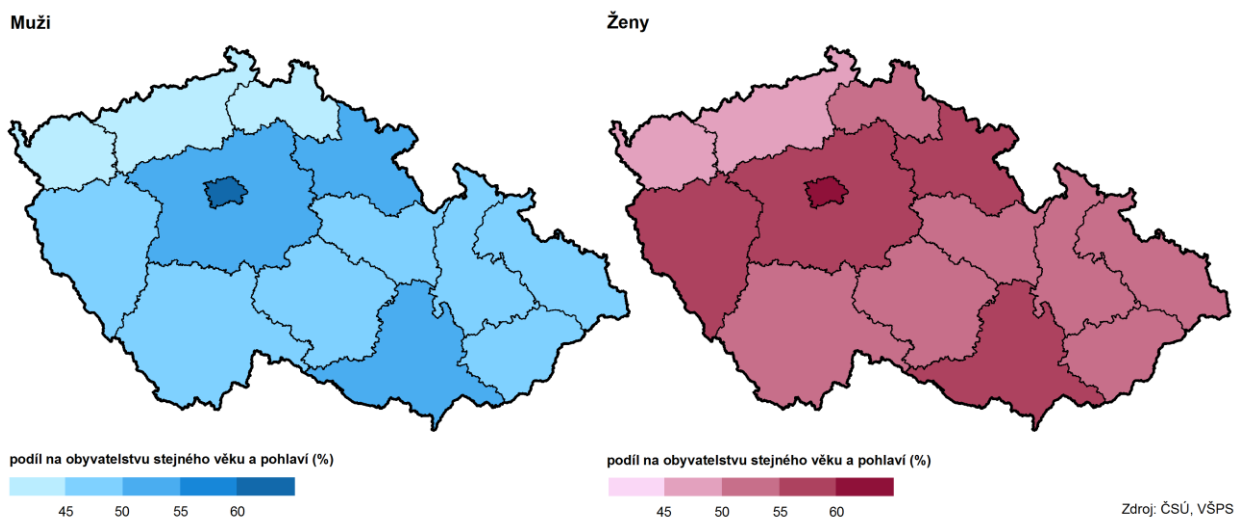 Muži
Ženy
podíl na obyvatelstvu stejného věku a pohlaví (%)
45 50 55 60
podíl na obyvatelstvu stejného věku a pohlaví (%)
45 50 55 60
Zdroj: ČSÚ, VŠPS